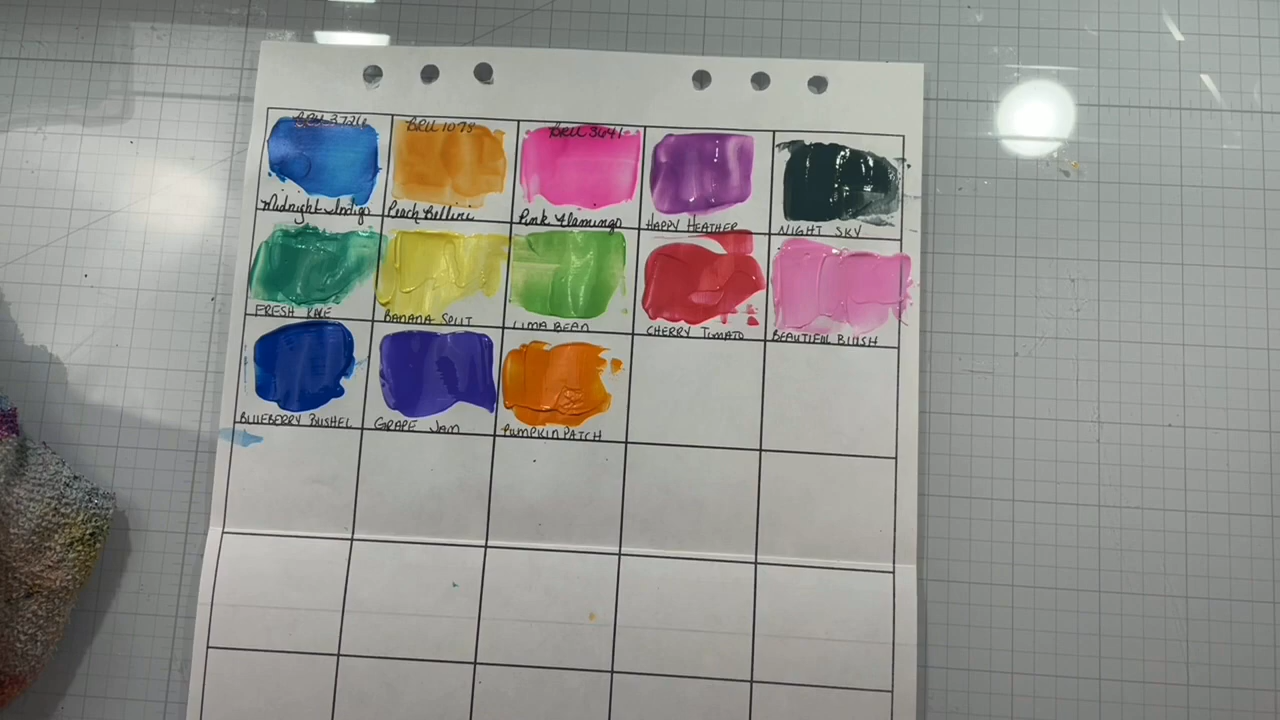 BRU 3726
BRU 1078
BRU 3641
Midnight Indigo
Peach Bellini
Pink Flamingo
HAPPY HEATHER
NIGHT SKY
FRESH KALE
BANANA SPLIT
LIMA BEAN
CHERRY TOMATO
BEAUTIFUL BLUSH
BLUEBERRY BUSHEL
GRAPE JAM
PUMPKIN PATCH